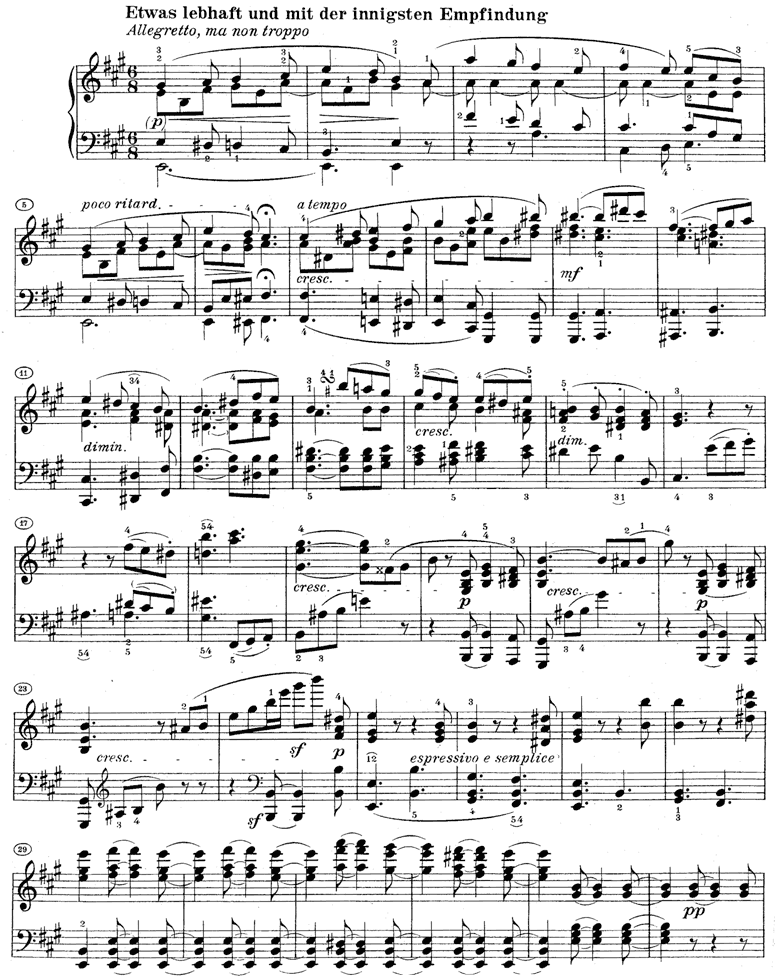 Etwas lebhaft und mit der innigsten Empfindung
Allegretto, ma non troppo
(p)
poco ritard.
a tempo
cresc.
mf
dimin.
cresc.
dim.
cresc.
p
cresc.
p
cresc.
sf
p
sf
espressivo e semplice
pp